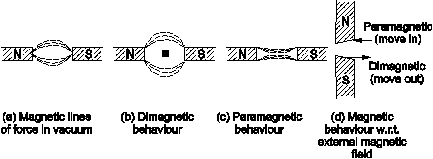 N S
N S
N S
N
S
Paramagnetic
(move in)
Dimagnetic
(move out)
(a) Magnetic lines
of force in vacuum
(b) Dimagnetic
behaviour
(c) Paramagnetic
behaviour
(d) Magnetic
behaviour w.r.t.
external magnetic
field